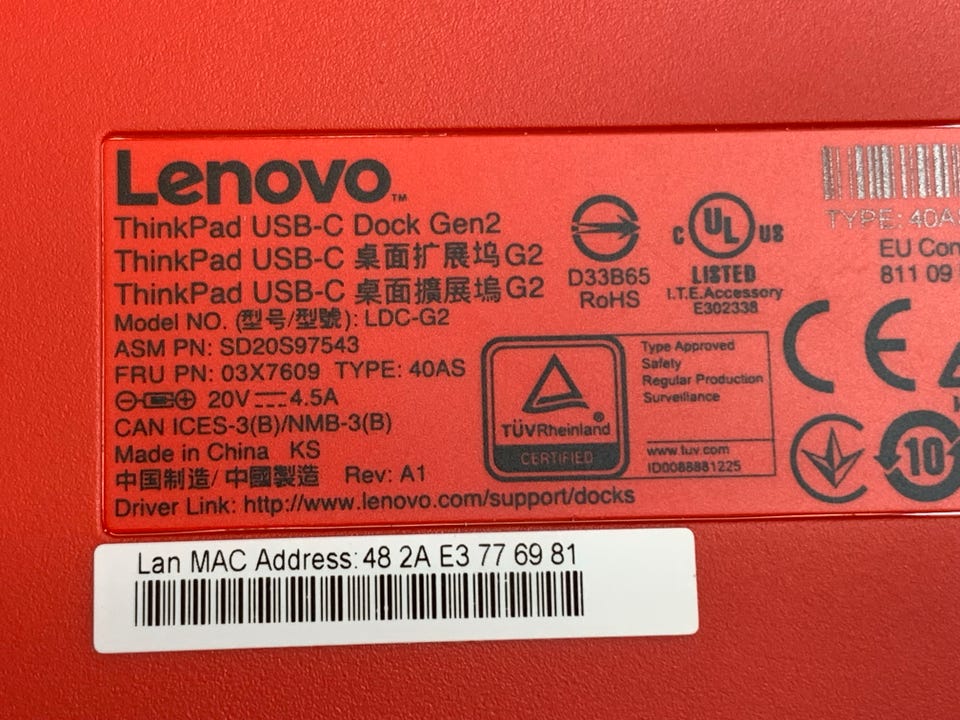 Lenovo™
ThinkPad USB-C Dock Gen2
ThinkPad USB-C 桌面扩展坞G2
ThinkPad USB-C 桌面擴展塢G2
Model NO. (型号/型號): LDC-G2
ASM PN: SD20S97543
FRU PN: 03X7609 TYPE: 40AS
20V⎓4.5A
CAN ICES-3(B)/NMB-3(B)
Made in China KS
中国制造/ 中國製造 Rev: A1
Driver Link: http://www.lenovo.com/support/docks
D33B65
RoHS
C UL US
LISTED
I.T.E.Accessory
E302338
TÜVRheinland®
CERTIFIED
Type Approved
Safety
Regular Production
Surveillance
www.tuv.com
ID0088881225
TYPE: 40A
EU Con
811 09
CE
10
Lan MAC Address: 48 2A E3 77 69 81